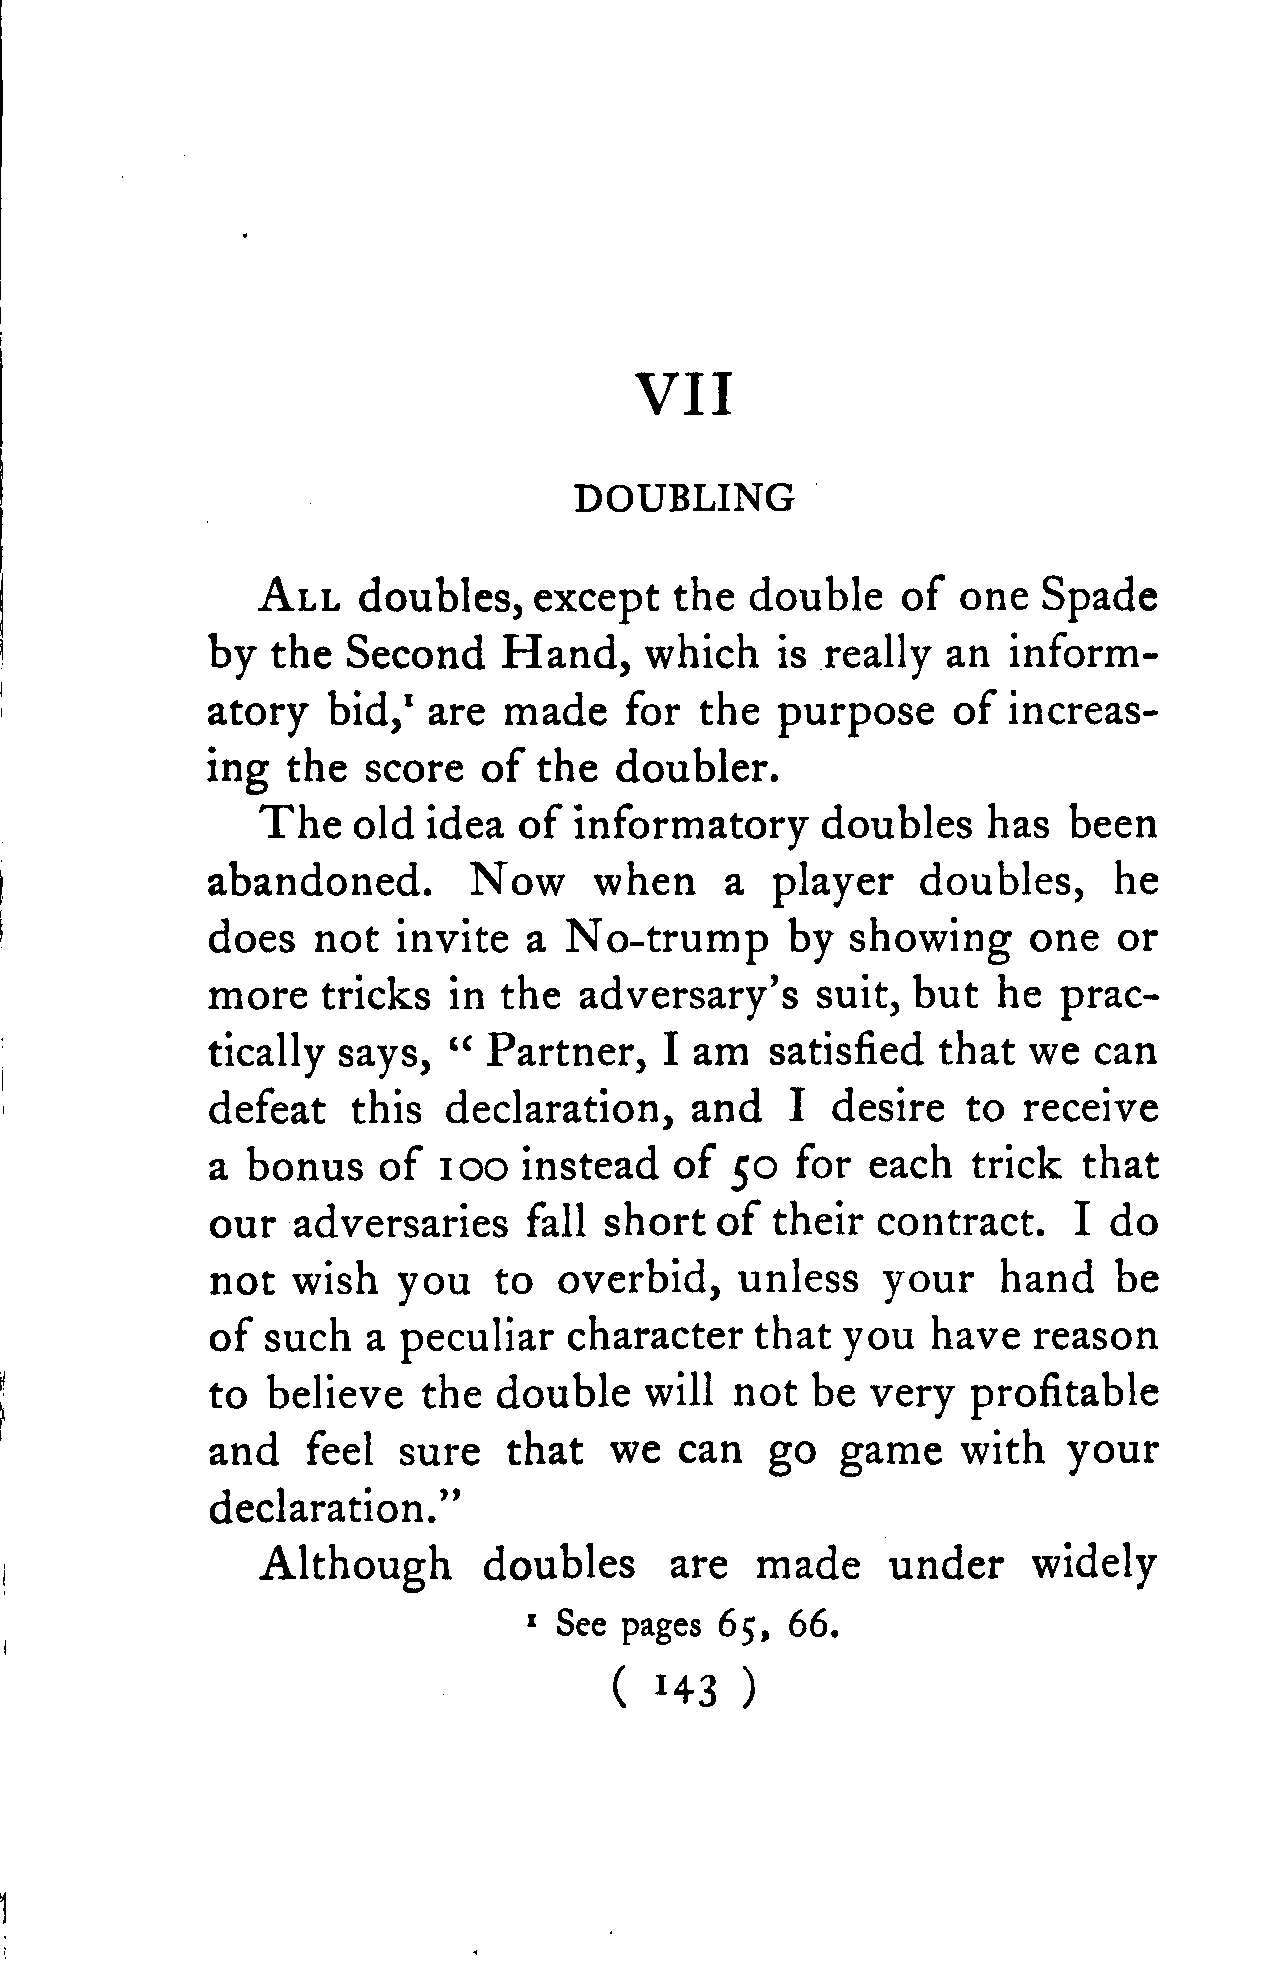 VII
DOUBLING
ALL doubles, except the double of one Spade
by the Second Hand, which is really an inform-
atory bid,¹ are made for the purpose of increas-
ing the score of the doubler.
The old idea of informatory doubles has been
abandoned. Now when a player doubles, he
does not invite a No-trump by showing one or
more tricks in the adversary's suit, but he prac-
tically says, “ Partner, I am satisfied that we can
defeat this declaration, and I desire to receive
a bonus of 100 instead of 50 for each trick that
our adversaries fall short of their contract. I do
not wish you to overbid, unless your hand be
of such a peculiar character that you have reason
to believe the double will not be very profitable
and feel sure that we can go game with your
declaration.”
Although doubles are made under widely
¹ See pages 65, 66.
( 143 )